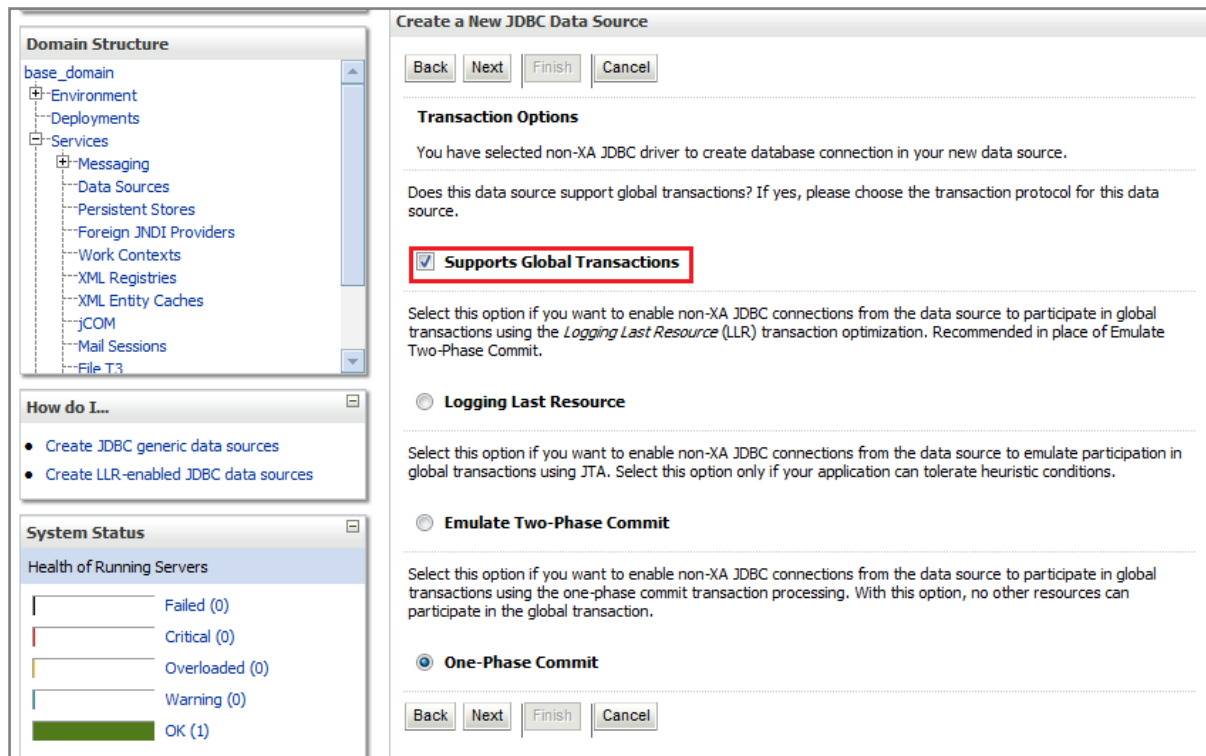 Domain Structure
base_domain
Environment
Deployments
Services
Messaging
Data Sources
Persistent Stores
Foreign JNDI Providers
Work Contexts
XML Registries
XML Entity Caches
jCOM
Mail Sessions
File T3
How do I...
Create JDBC generic data sources
Create LLR-enabled JDBC data sources
System Status
Health of Running Servers
Failed (0)
Critical (0)
Overloaded (0)
Warning (0)
OK (1)
Create a New JDBC Data Source
Back Next Finish Cancel
Transaction Options
You have selected non-XA JDBC driver to create database connection in your new data source.
Does this data source support global transactions? If yes, please choose the transaction protocol for this data
source.
Supports Global Transactions
Select this option if you want to enable non-XA JDBC connections from the data source to participate in global
transactions using the Logging Last Resource (LLR) transaction optimization. Recommended in place of Emulate
Two-Phase Commit.
Logging Last Resource
Select this option if you want to enable non-XA JDBC connections from the data source to emulate participation in
global transactions using JTA. Select this option only if your application can tolerate heuristic conditions.
Emulate Two-Phase Commit
Select this option if you want to enable non-XA JDBC connections from the data source to participate in global
transactions using the one-phase commit transaction processing. With this option, no other resources can
participate in the global transaction.
One-Phase Commit
Back Next Finish Cancel